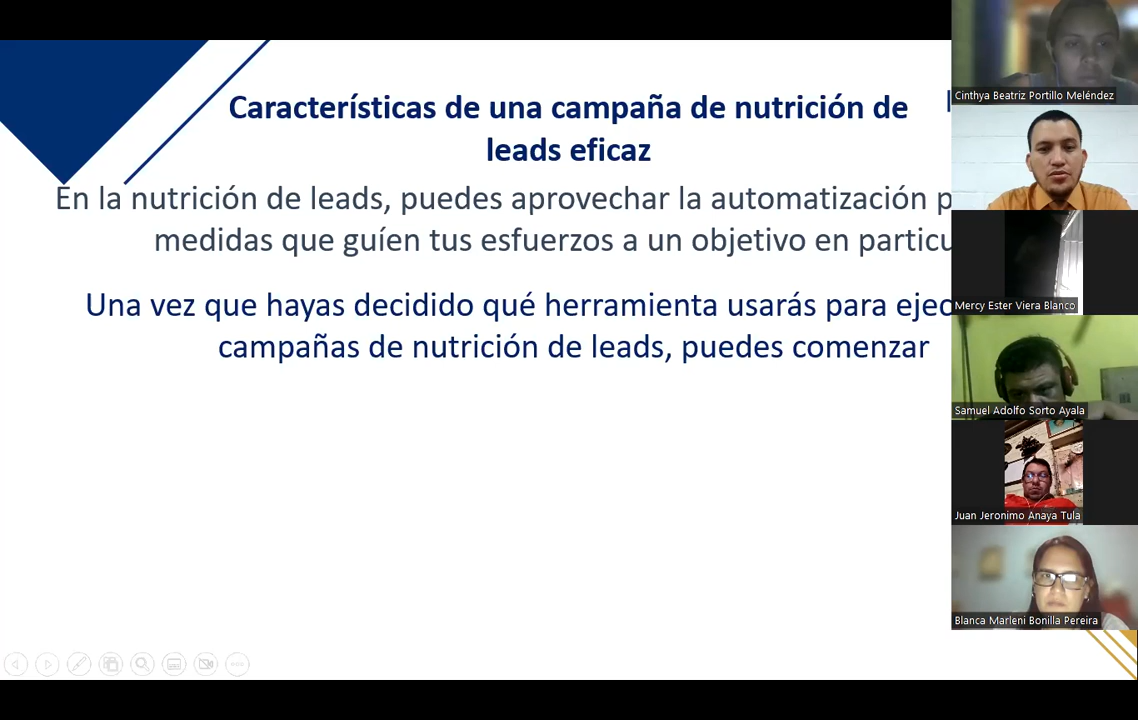 Características de una campaña de nutrición de
leads eficaz
En la nutrición de leads, puedes aprovechar la automatización
medidas que guíen tus esfuerzos a un objetivo en
Una vez que hayas decidido qué herramienta usarás para
campañas de nutrición de leads, puedes comenzar
Cinthya Beatriz Portillo Meléndez
Mercy Ester Viera Blanco
Samuel Adolfo Sorto Ayala
Juan Jeronimo Anaya Tula
Blanca Marleni Bonilla Pereira